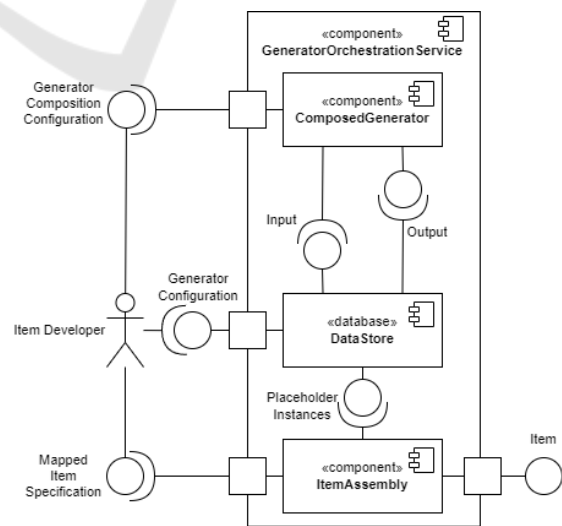 «component»
GeneratorOrchestrationService
Generator
Composition
Configuration
«component»
ComposedGenerator
Input
Output
Generator
Configuration
Item Developer
«database»
DataStore
Placeholder
Instances
Mapped
Item
Specification
«component»
ItemAssembly
Item